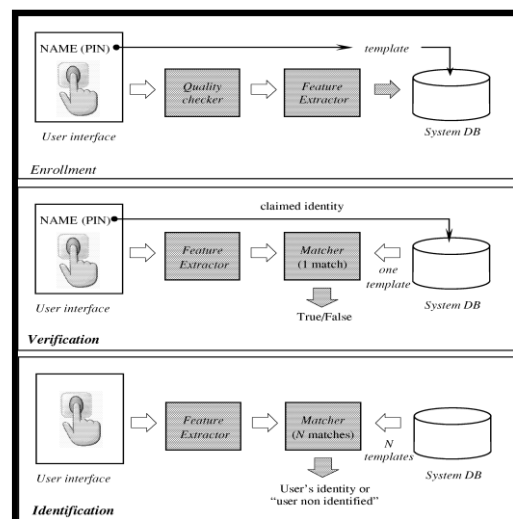 NAME (PIN)
template
Quality
checker
Feature
Extractor
User interface
System DB
Enrollment
claimed identity
NAME (PIN)
Feature
Extractor
Matcher
(1 match)
one
template
User interface
System DB
True/False
Verification
Feature
Extractor
Matcher
(N matches)
N
templates
User interface
System DB
User's identity or
"user non identified"
Identification